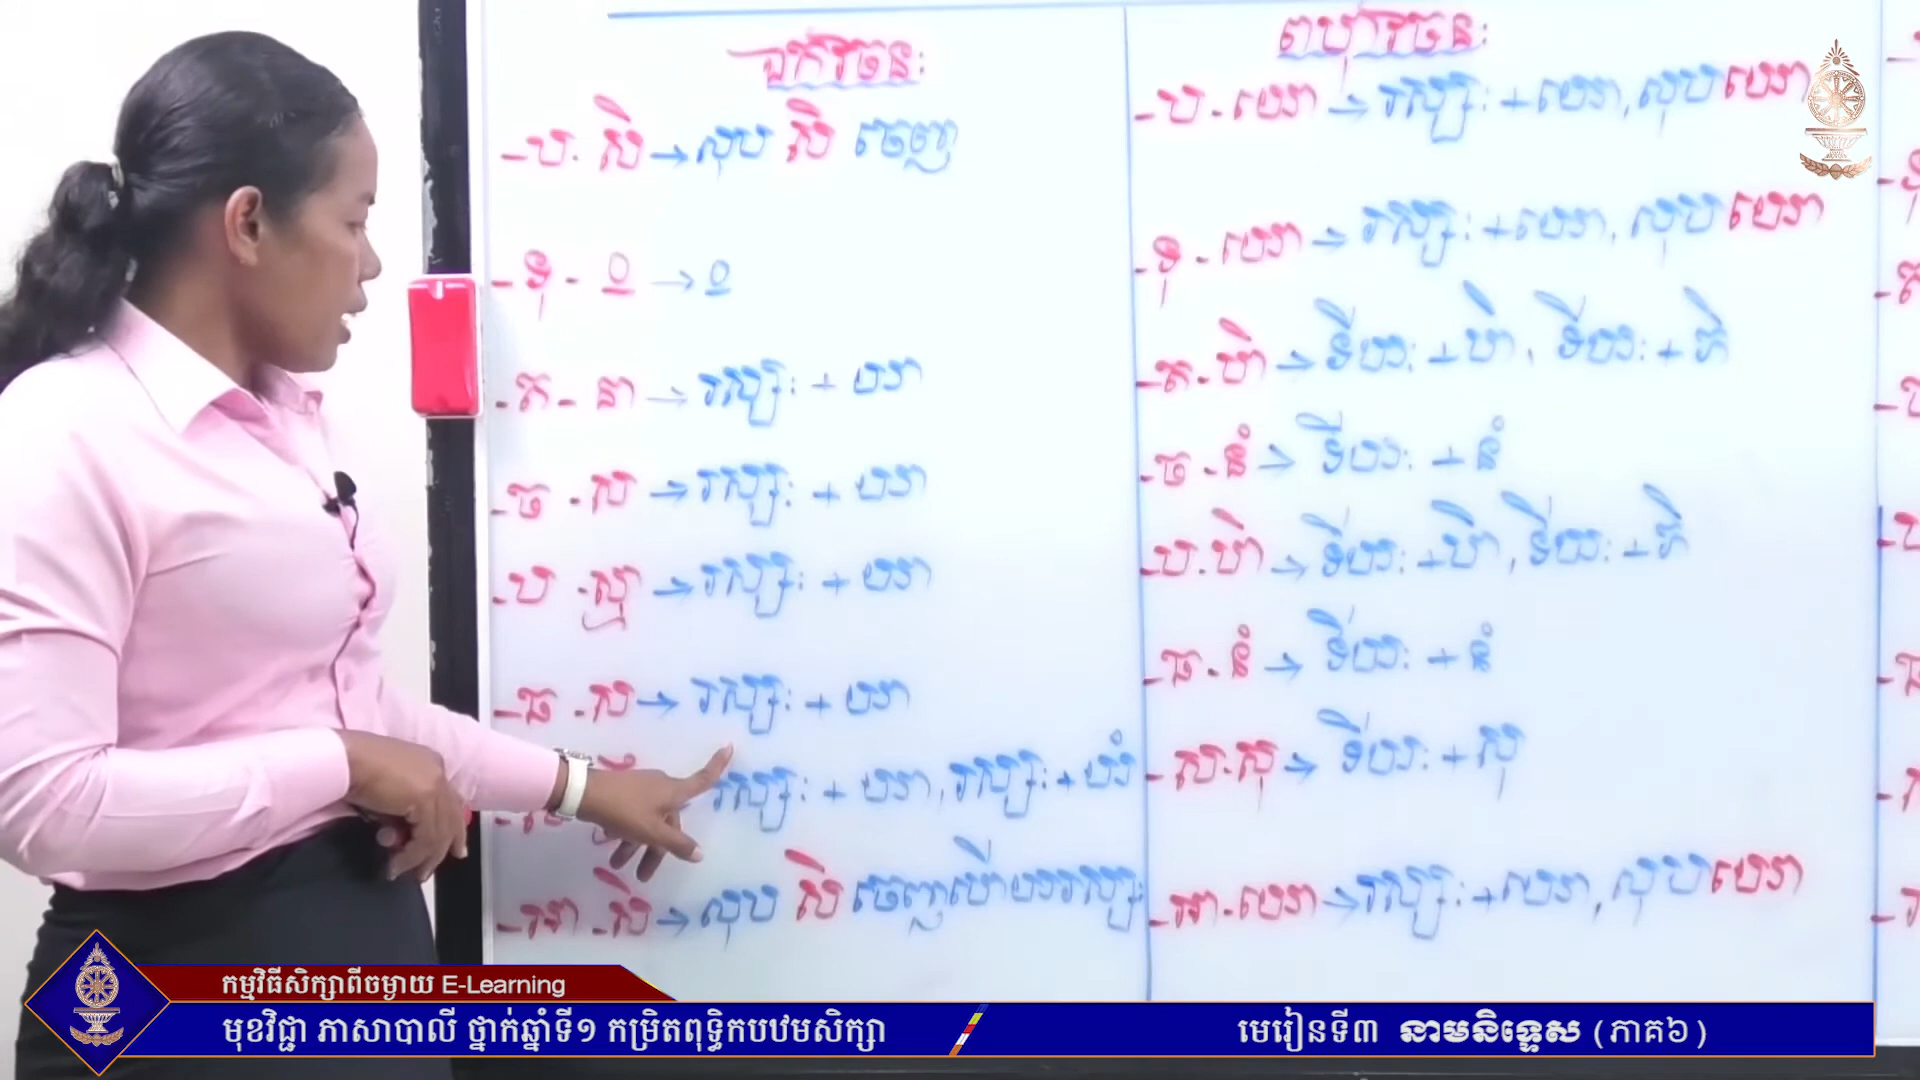 ឯកវចនៈ
-ប. សិ → លុប សិ ចេញ
-ទុ - ០ → ០
-ត - នា → រស្សៈ + យា
-ច - ស → រស្សៈ + យា
-ប - ស្មា → រស្សៈ + យា
-ឆ - ស → រស្សៈ + យា
រស្សៈ + យា, រស្សៈ + យំ
-អា - សិ → លុប សិ ចេញហើយរស្សៈ
ពហុវចនៈ
-ប - យោ → រស្សៈ + យោ, លុបយោ
-ទុ - យោ → រស្សៈ + យោ, លុបយោ
-ត - ហិ → ទីឃៈ + ហិ, ទីឃៈ + ភិ
-ច - នំ → ទីឃៈ + នំ
-ប - ហិ → ទីឃៈ + ហិ, ទីឃៈ + ភិ
-ឆ - នំ → ទីឃៈ + នំ
-ស - សុ → ទីឃៈ + សុ
-អា - យោ → រស្សៈ + យោ, លុបយោ
កម្មវិធីសិក្សាពីចម្ងាយ E-Learning
មុខវិជ្ជា ភាសាបាលី ថ្នាក់ឆ្នាំទី១ កម្រិតពុទ្ធិកបឋមសិក្សា
មេរៀនទី៣ នាមនិទ្ទេស (ភាគ៦)